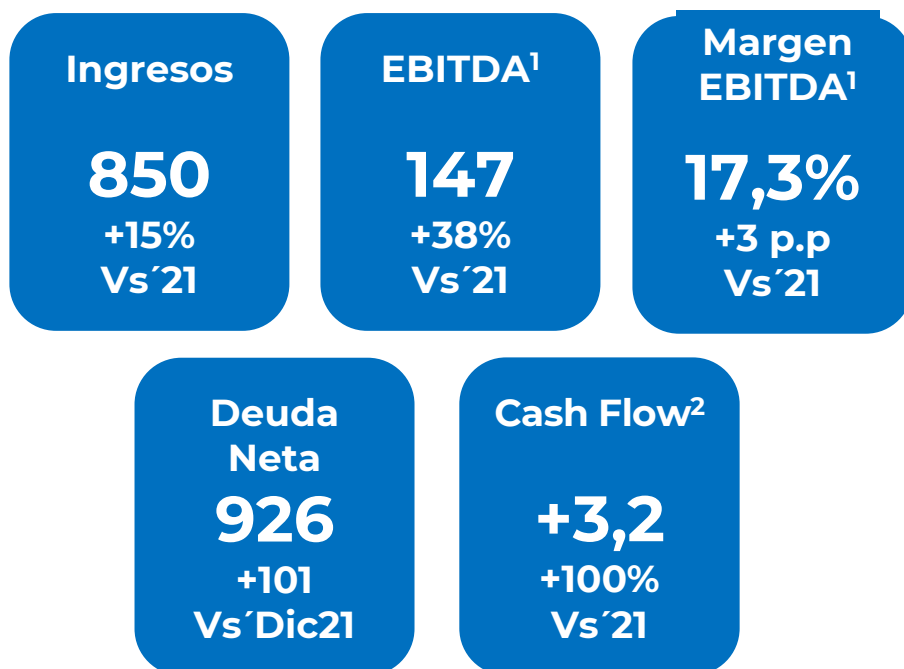 Ingresos
850
+15%
Vs´21
EBITDA¹
147
+38%
Vs´21
Margen
EBITDA¹
17,3%
+3 p.p
Vs´21
Deuda
Neta
926
+101
Vs´Dic21
Cash Flow²
+3,2
+100%
Vs´21